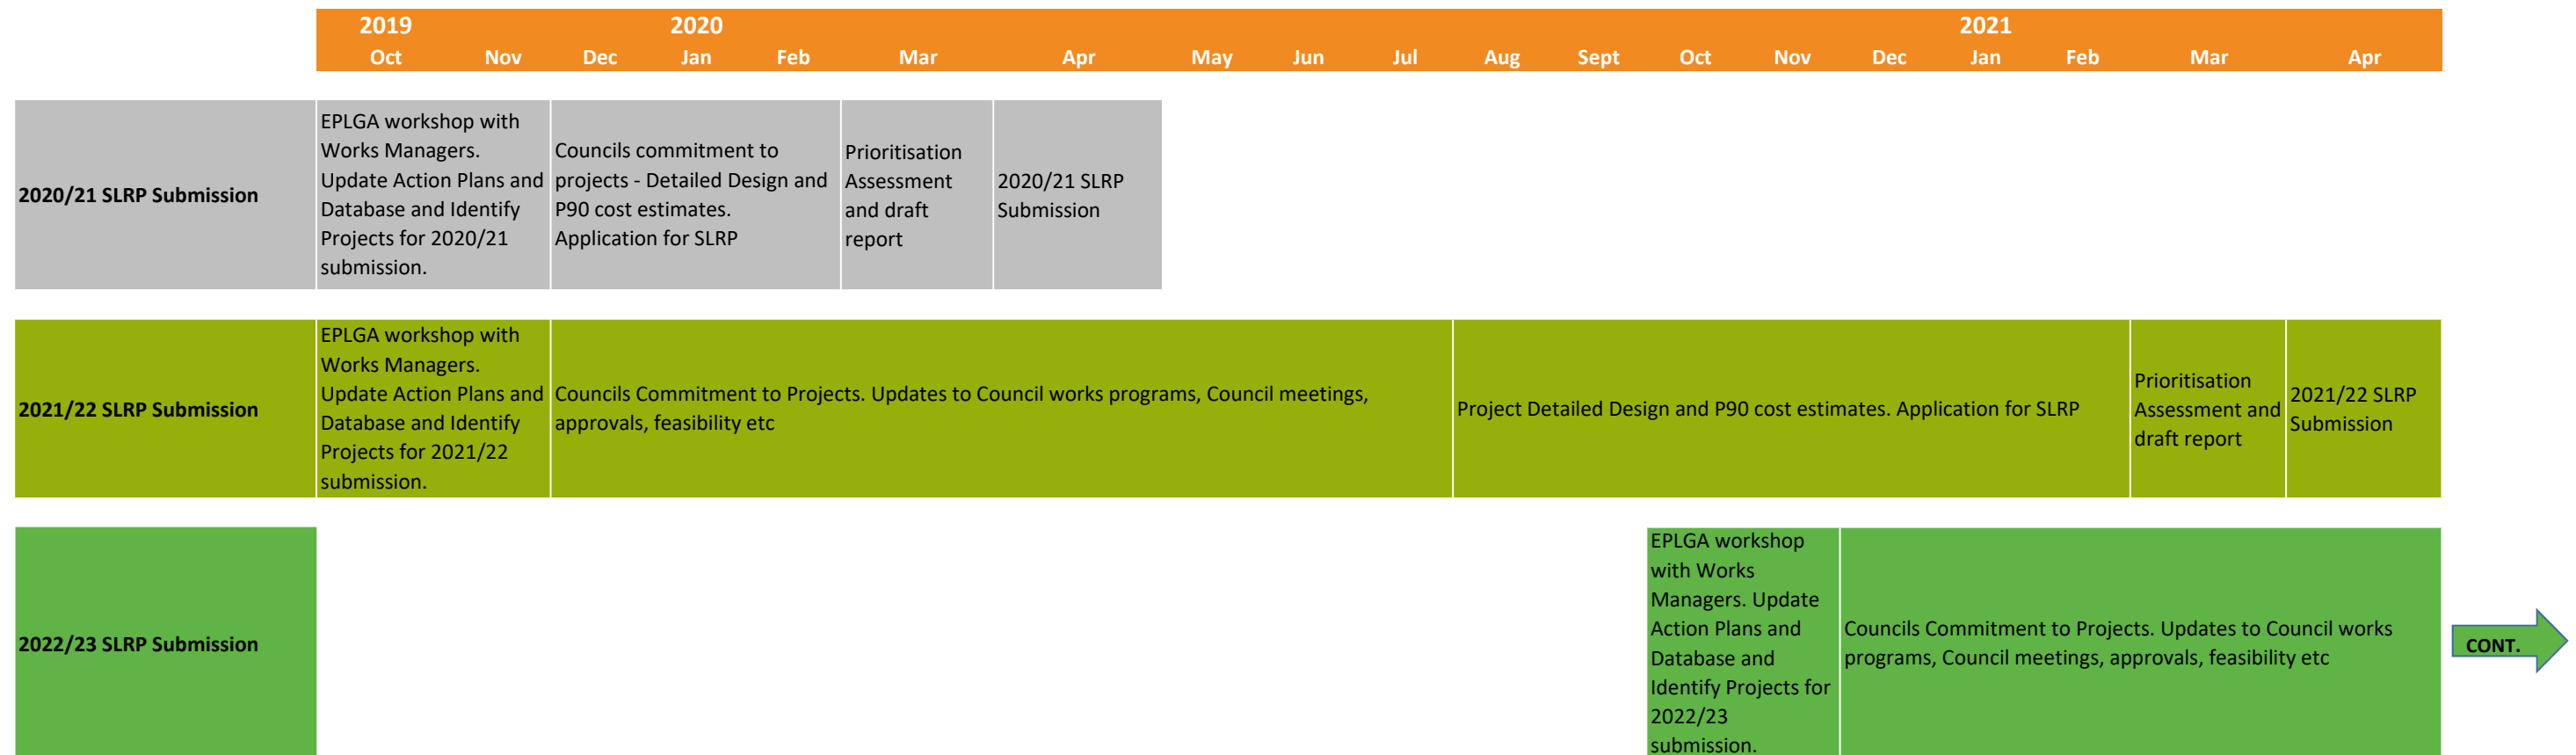 2019 2020 2021
Oct Nov Dec Jan Feb Mar Apr May Jun Jul Aug Sept Oct Nov Dec Jan Feb Mar Apr
2020/21 SLRP Submission
EPLGA workshop with
Works Managers.
Update Action Plans and
Database and Identify
Projects for 2020/21
submission.
Councils commitment to
projects - Detailed Design and
P90 cost estimates.
Application for SLRP
Prioritisation
Assessment
and draft
report
2020/21 SLRP
Submission
2021/22 SLRP Submission
EPLGA workshop with
Works Managers.
Update Action Plans and
Database and Identify
Projects for 2021/22
submission.
Councils Commitment to Projects. Updates to Council works programs, Council meetings,
approvals, feasibility etc
Project Detailed Design and P90 cost estimates. Application for SLRP
Prioritisation
Assessment and
draft report
2021/22 SLRP
Submission
2022/23 SLRP Submission
EPLGA workshop
with Works
Managers. Update
Action Plans and
Database and
Identify Projects for
2022/23
submission.
Councils Commitment to Projects. Updates to Council works
programs, Council meetings, approvals, feasibility etc
CONT.